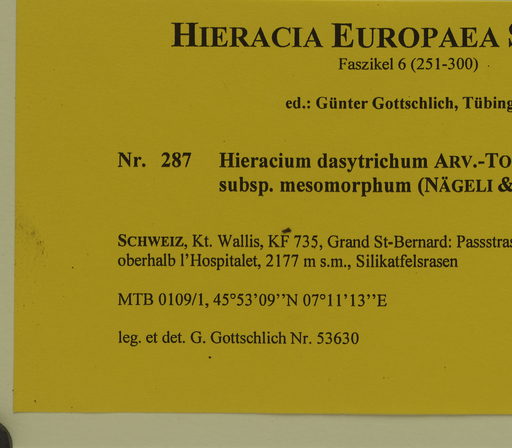 HIERACIA EUROPAEA
Faszikel 6 (251-300)
ed.: Günter Gottschlich, Tübing
Nr. 287 Hieracium dasytrichum ARV.-TO
subsp. mesomorphum (NÄGELI &
SCHWEIZ, Kt. Wallis, KF 735, Grand St-Bernard: Passstras
oberhalb l'Hospitalet, 2177 m s.m., Silikatfelsrasen
MTB 0109/1, 45°53'09''N 07°11'13''E
leg. et det. G. Gottschlich Nr. 53630